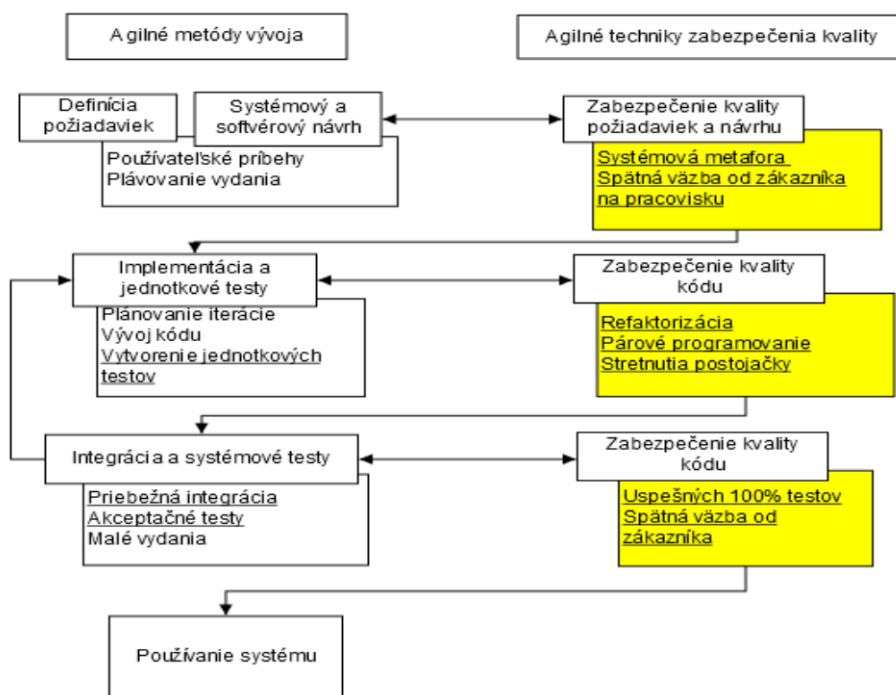 Agilné metódy vývoja
Agilné techniky zabezpečenia kvality
Definícia
požiadaviek
Systémový a
softvérový návrh
Zabezpečenie kvality
požiadaviek a návrhu
Používateľské príbehy
Plávovanie vydania
Systémová metafora
Spätná väzba od zákazníka
na pracovisku
Implementácia a
jednotkové testy
Zabezpečenie kvality
kódu
Plánovanie iterácie
Vývoj kódu
Vytvorenie jednotkových
testov
Refaktorizácia
Párové programovanie
Stretnutia postojačky
Integrácia a systémové testy
Zabezpečenie kvality
kódu
Priebežná integrácia
Akceptačné testy
Malé vydania
Uspešných 100% testov
Spätná väzba od
zákazníka
Používanie systému